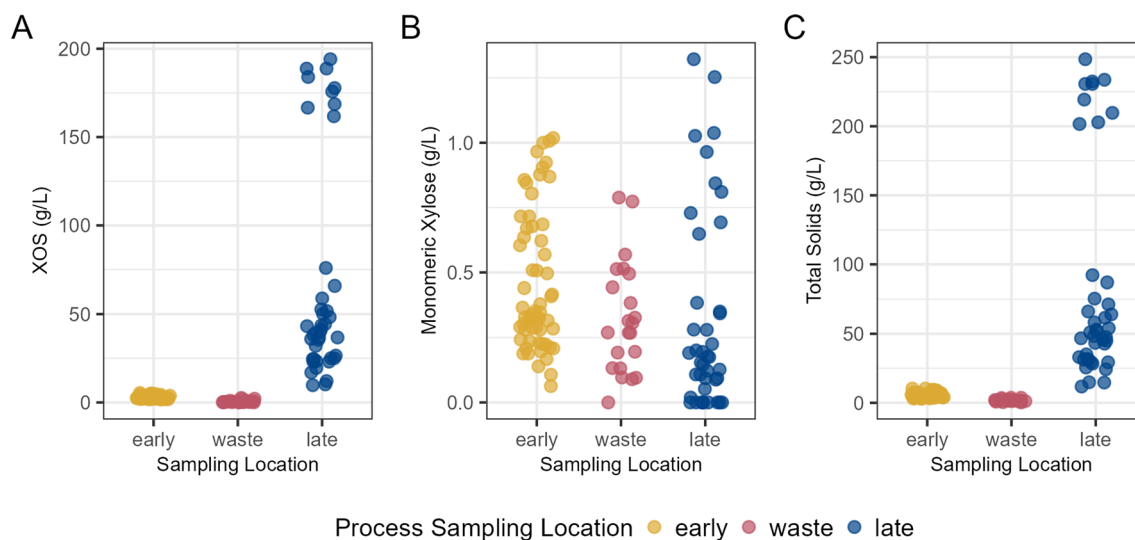 A
B
C
XOS (g/L)
200
150
100
50
0
early waste late
Sampling Location
Monomeric Xylose (g/L)
1.0
0.5
0.0
early waste late
Sampling Location
Total Solids (g/L)
250
200
150
100
50
0
early waste late
Sampling Location
Process Sampling Location early waste late